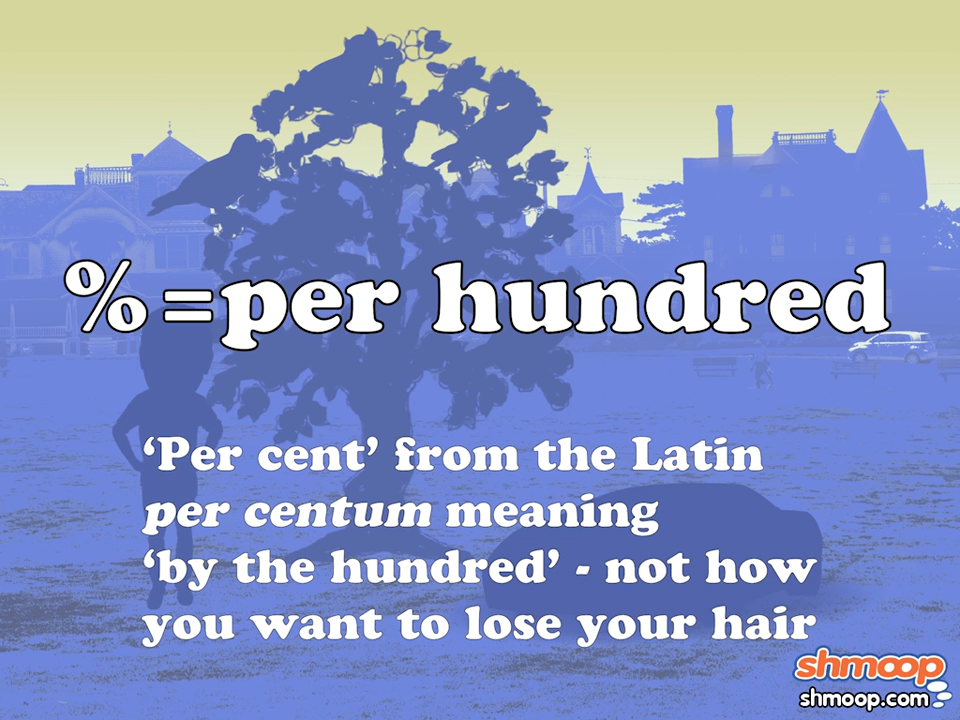 %=per hundred
‘Per cent’ from the Latin
per centum meaning
‘by the hundred’ - not how
you want to lose your hair
shmoop
shmoop.com